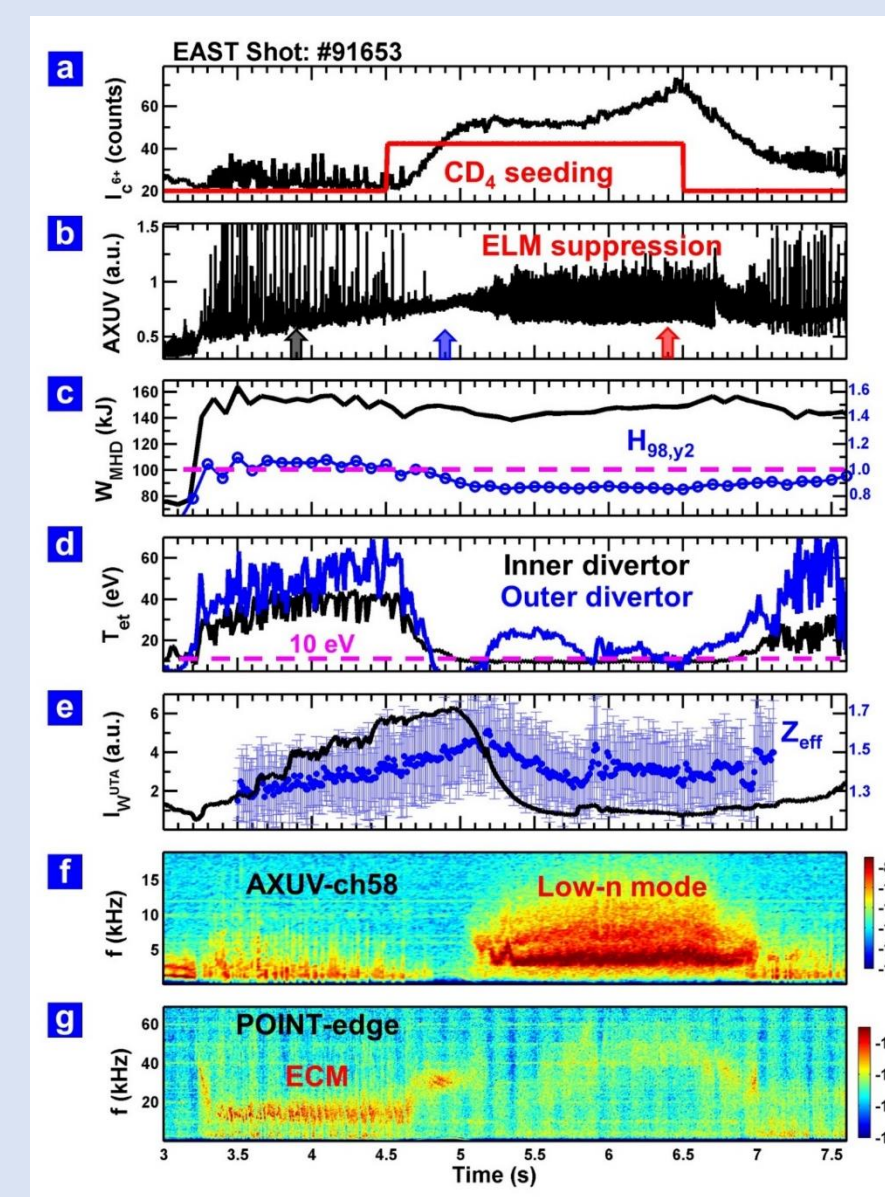 EAST Shot: #91653
a
I_C^6+ (counts)
60
40
20
CD4 seeding
b
AXUV (a.u.)
1.5
1
0.5
ELM suppression
c
W_MHD (kJ)
160
140
120
100
80
H98,y2
1.6
1.4
1.2
1.0
0.8
d
T_et (eV)
60
40
20
Inner divertor
Outer divertor
10 eV
e
I_W^UTA (a.u.)
6
4
2
Zeff
1.7
1.5
1.3
f
f (kHz)
15
10
5
AXUV-ch58
Low-n mode
g
f (kHz)
60
40
20
POINT-edge
ECM
3 3.5 4 4.5 5 5.5 6 6.5 7 7.5
Time (s)